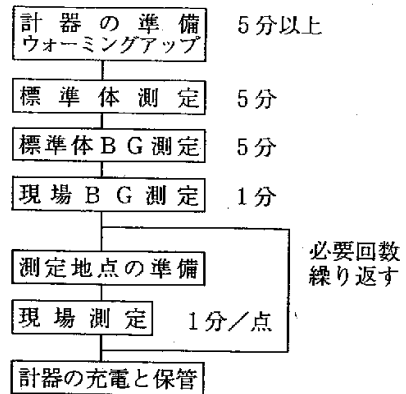 計器の準備
ウォーミングアップ
5分以上
標準体測定
5分
標準体BG測定
5分
現場BG測定
1分
測定地点の準備
必要回数
繰り返す
現場測定
1分／点
計器の充電と保管